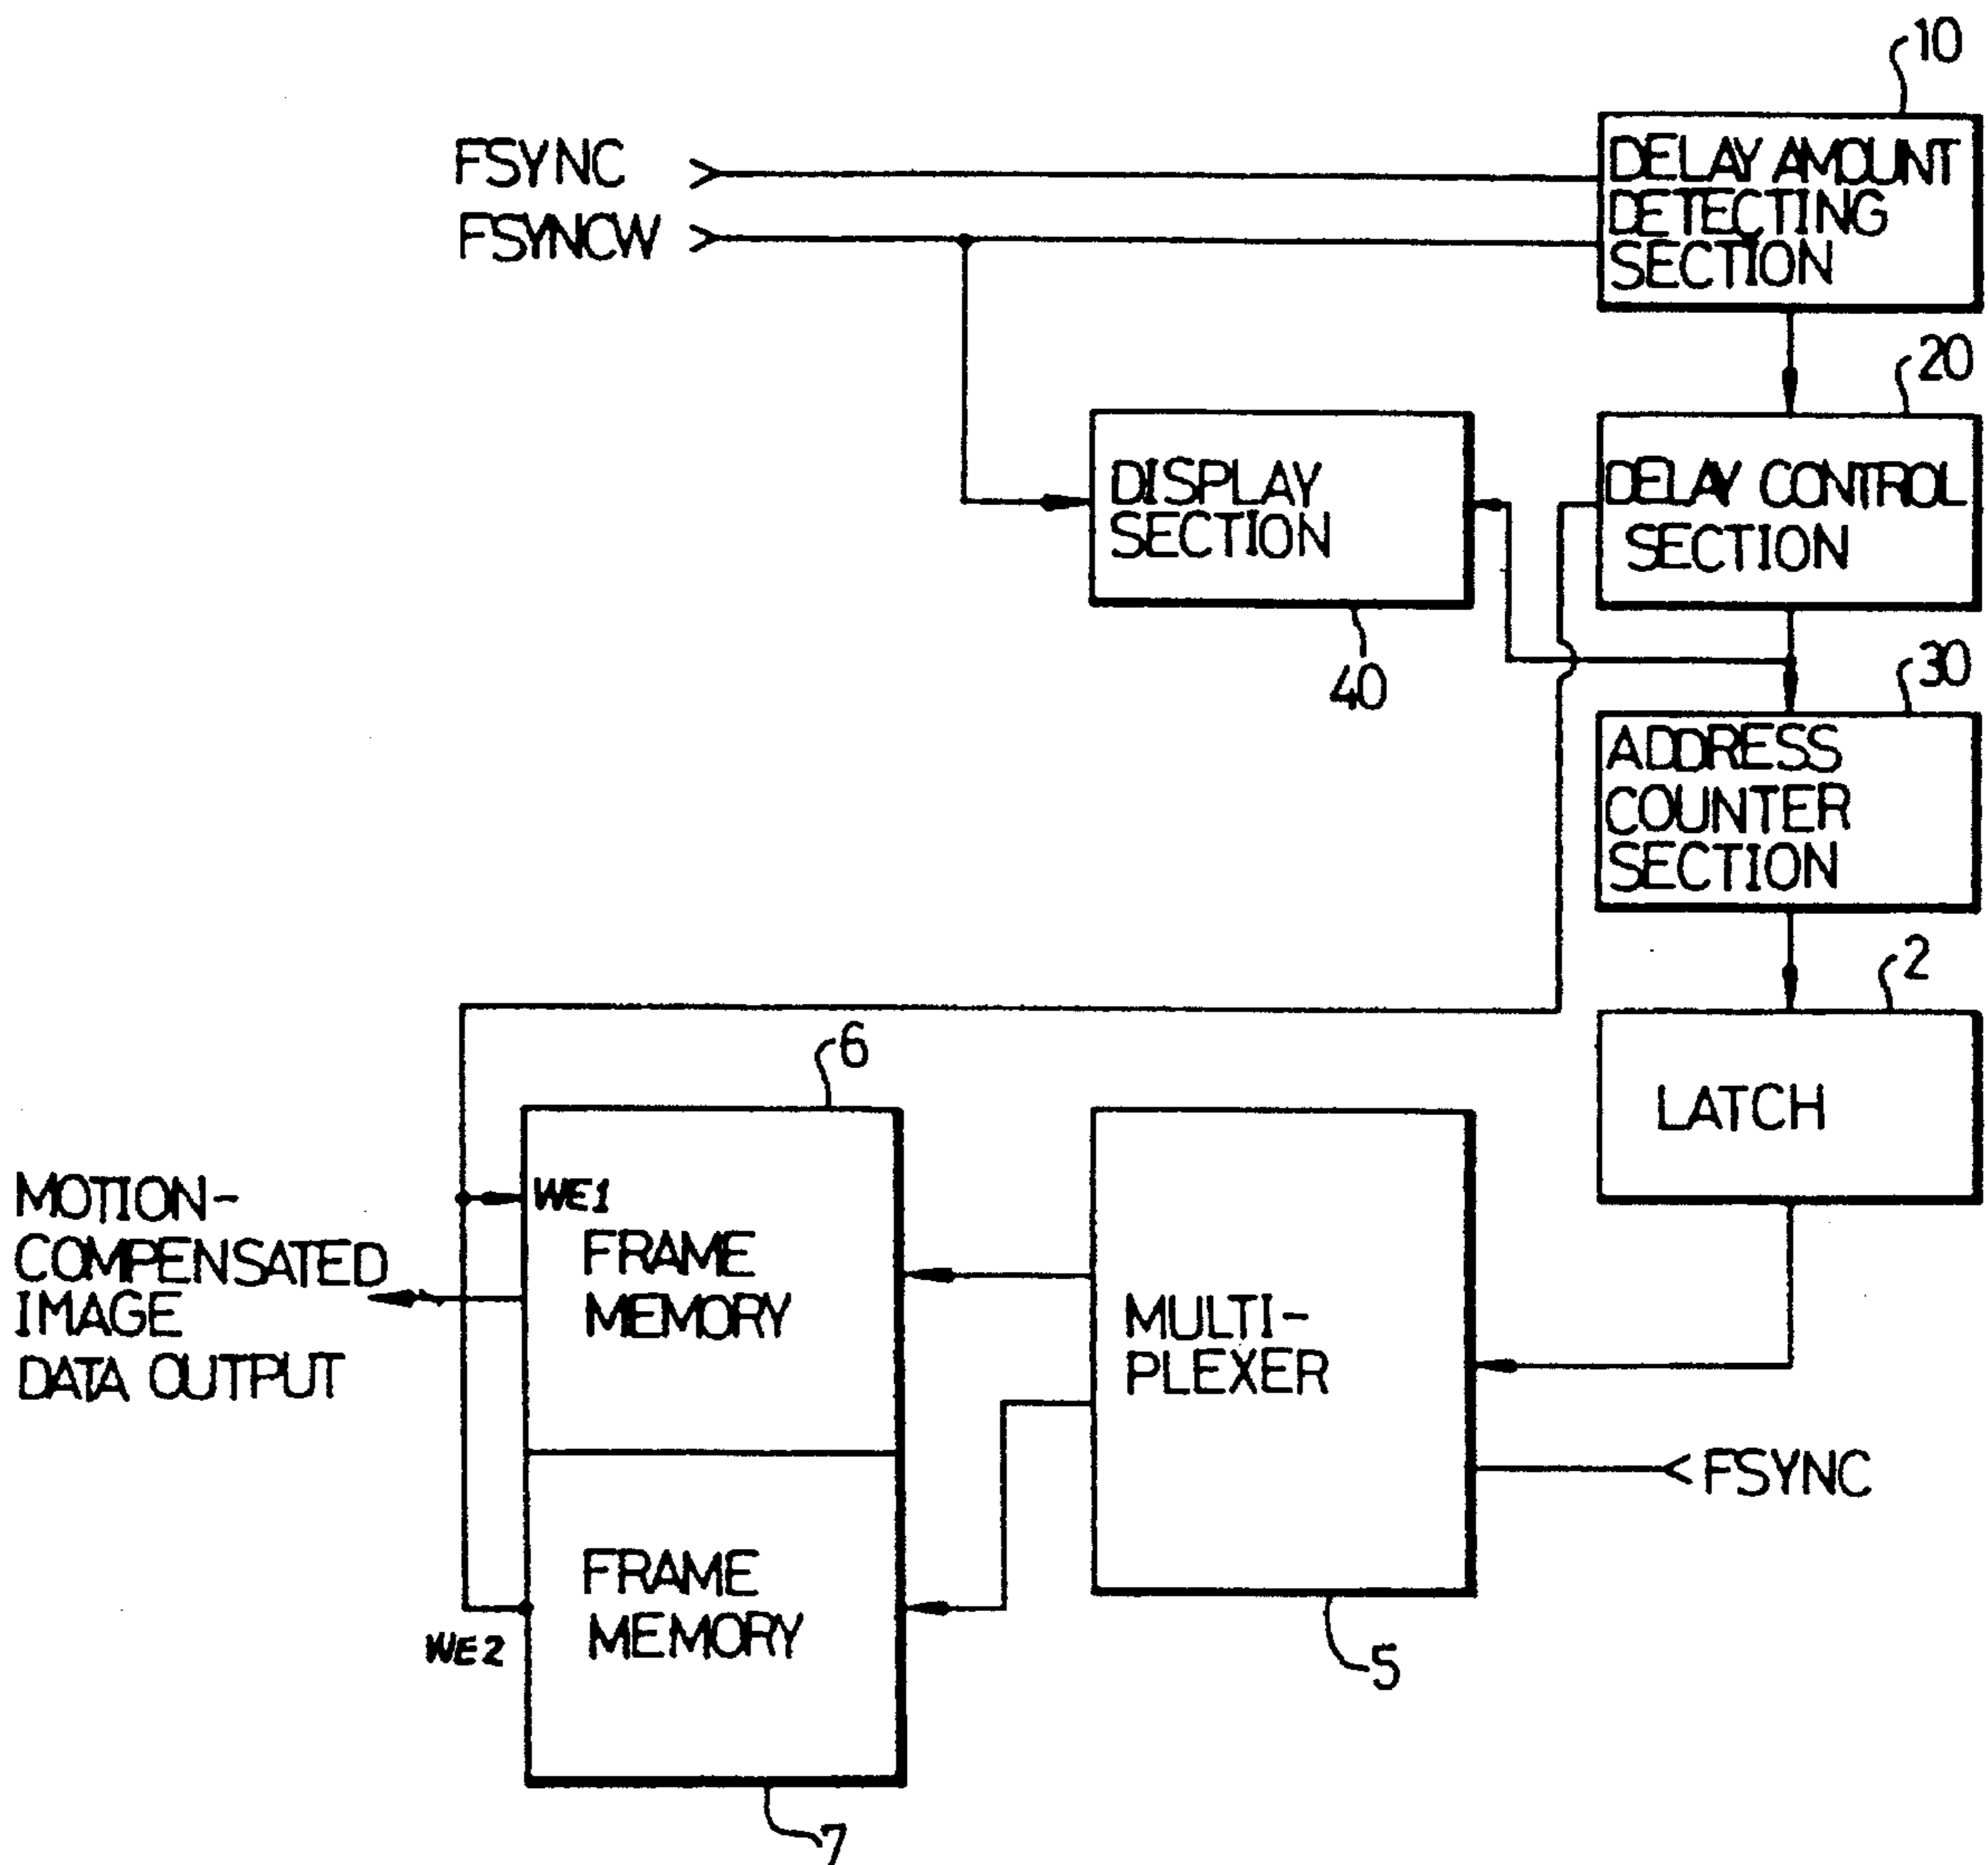 10
FSYNC
FSYNCW
DELAY AMOUNT
DETECTING
SECTION
20
DISPLAY
SECTION
DELAY CONTROL
SECTION
40
30
ADDRESS
COUNTER
SECTION
2
LATCH
6
MOTION-
COMPENSATED
IMAGE
DATA OUTPUT
WE1
FRAME
MEMORY
MULTI-
PLEXER
FSYNC
FRAME
MEMORY
WE2
5
7